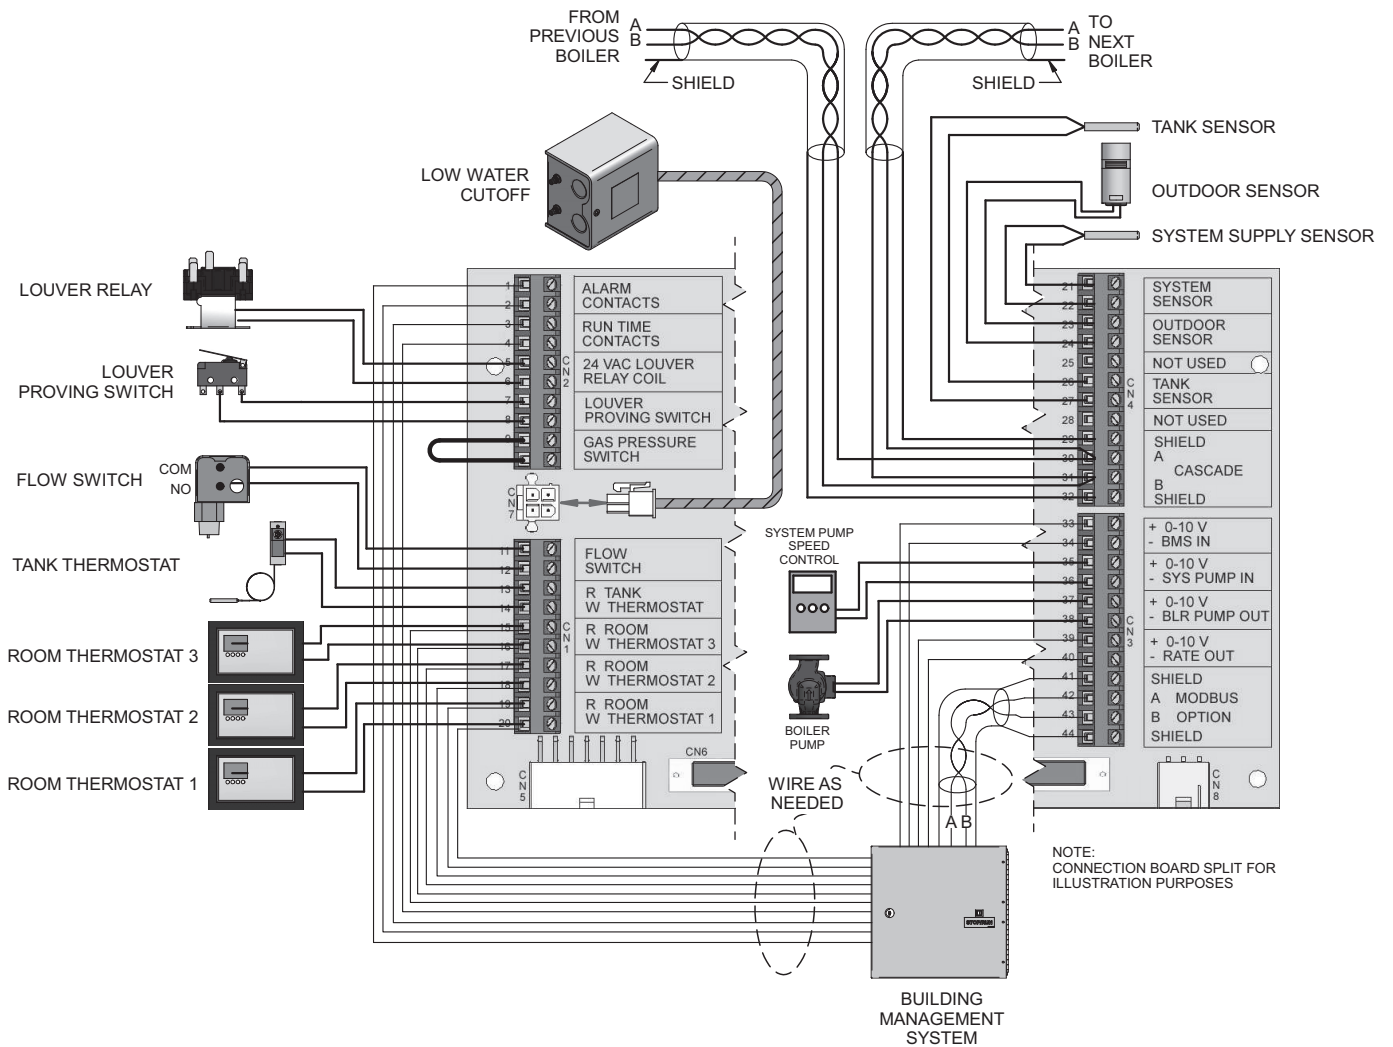 FROM
PREVIOUS
BOILER
A
B
SHIELD
A
B
TO
NEXT
BOILER
SHIELD
TANK SENSOR
OUTDOOR SENSOR
SYSTEM SUPPLY SENSOR
LOW WATER
CUTOFF
LOUVER RELAY
LOUVER
PROVING SWITCH
FLOW SWITCH
COM
NO
TANK THERMOSTAT
ROOM THERMOSTAT 3
ROOM THERMOSTAT 2
ROOM THERMOSTAT 1
1
2
3
4
5
6
7
8
9
CN2
ALARM
CONTACTS
RUN TIME
CONTACTS
24 VAC LOUVER
RELAY COIL
LOUVER
PROVING SWITCH
GAS PRESSURE
SWITCH
CN7
11
12
13
14
15
16
17
18
19
20
CN1
FLOW
SWITCH
R TANK
W THERMOSTAT
R ROOM
W THERMOSTAT 3
R ROOM
W THERMOSTAT 2
R ROOM
W THERMOSTAT 1
CN5
CN6
21
22
23
24
25
26
27
28
29
30
31
32
CN4
SYSTEM
SENSOR
OUTDOOR
SENSOR
NOT USED
TANK
SENSOR
NOT USED
SHIELD
A
CASCADE
B
SHIELD
SYSTEM PUMP
SPEED
CONTROL
BOILER
PUMP
33
34
35
36
37
38
39
40
41
42
43
44
CN3
+ 0-10 V
- BMS IN
+ 0-10 V
- SYS PUMP IN
+ 0-10 V
- BLR PUMP OUT
+ 0-10 V
- RATE OUT
SHIELD
A MODBUS
B OPTION
SHIELD
CN8
WIRE AS
NEEDED
A B
NOTE:
CONNECTION BOARD SPLIT FOR
ILLUSTRATION PURPOSES
BUILDING
MANAGEMENT
SYSTEM